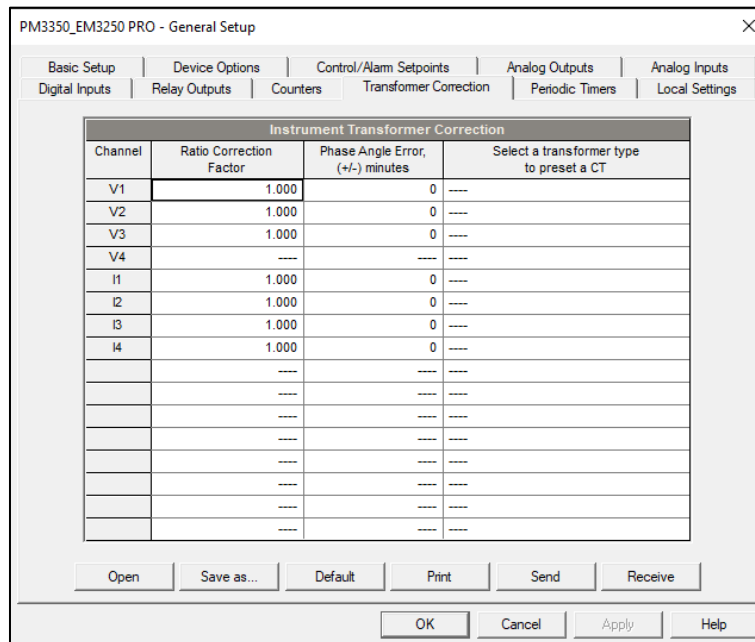 PM3350_EM3250 PRO - General Setup
Basic Setup Device Options Control/Alarm Setpoints Analog Outputs Analog Inputs
Digital Inputs Relay Outputs Counters Transformer Correction Periodic Timers Local Settings
Instrument Transformer Correction
Channel Ratio Correction Factor Phase Angle Error, (+/-) minutes Select a transformer type to preset a CT
V1 1.000 0 ----
V2 1.000 0 ----
V3 1.000 0 ----
V4 ---- ---- ----
I1 1.000 0 ----
I2 1.000 0 ----
I3 1.000 0 ----
I4 1.000 0 ----
---- ---- ----
---- ---- ----
---- ---- ----
---- ---- ----
---- ---- ----
---- ---- ----
---- ---- ----
---- ---- ----
Open Save as... Default Print Send Receive
OK Cancel Apply Help